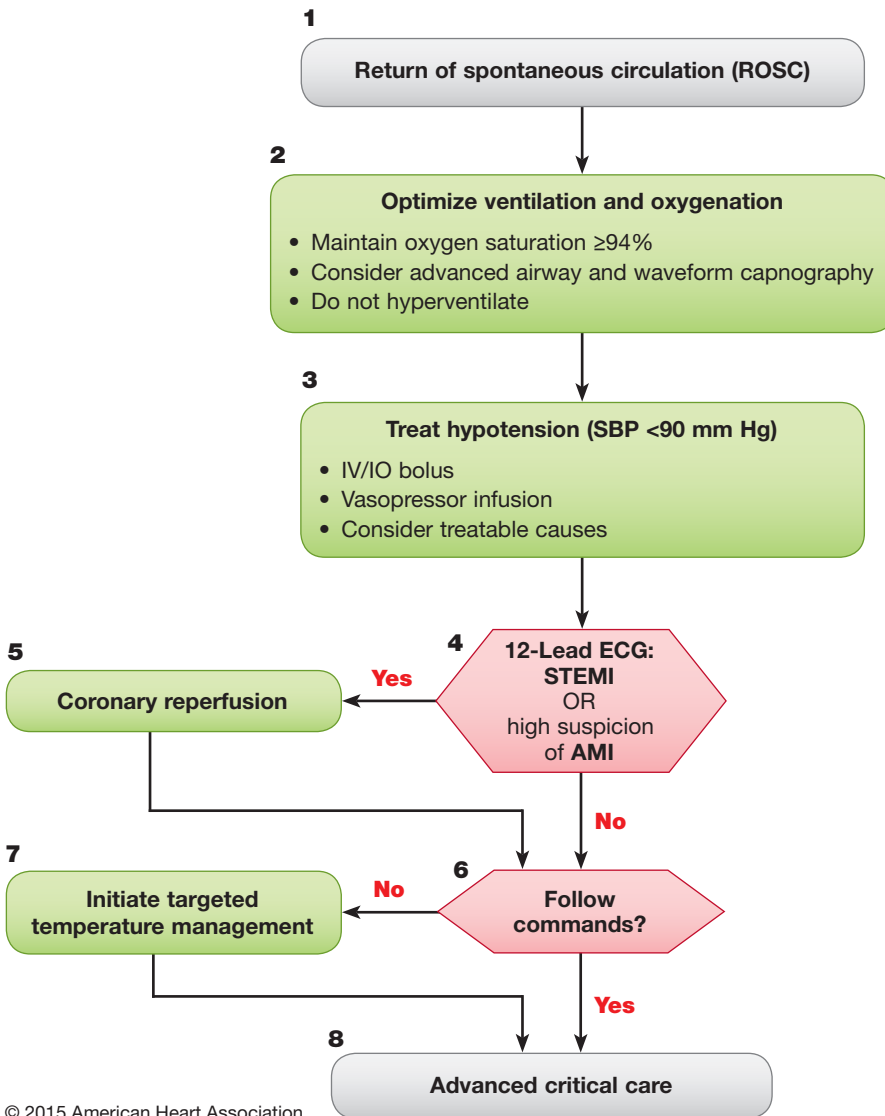 1
Return of spontaneous circulation (ROSC)
2
Optimize ventilation and oxygenation
• Maintain oxygen saturation ≥94%
• Consider advanced airway and waveform capnography
• Do not hyperventilate
3
Treat hypotension (SBP <90 mm Hg)
• IV/IO bolus
• Vasopressor infusion
• Consider treatable causes
4
12-Lead ECG:
STEMI
OR
high suspicion
of AMI
Yes
5
Coronary reperfusion
No
6
Follow
commands?
No
7
Initiate targeted
temperature management
Yes
8
Advanced critical care
© 2015 American Heart Association